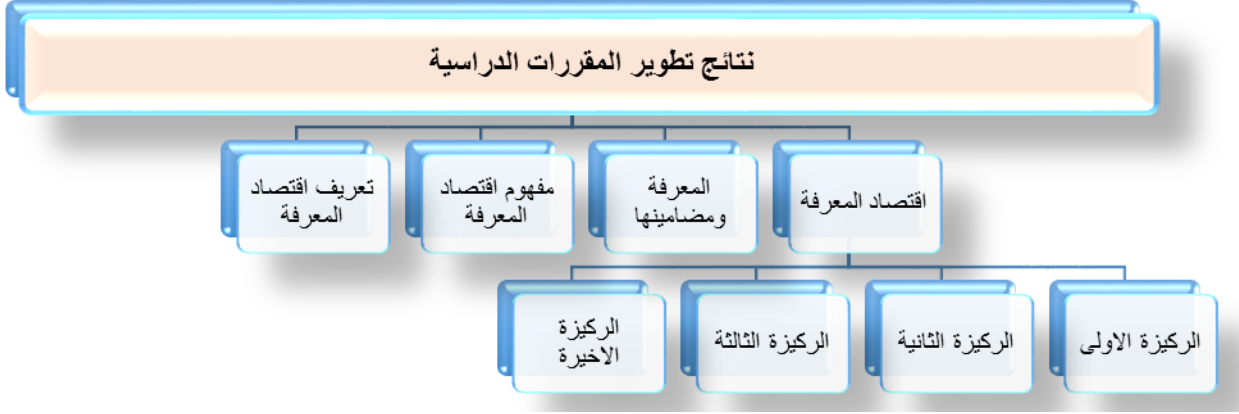 نتائج تطوير المقررات الدراسية
اقتصاد المعرفة
المعرفة
ومضامينها
مفهوم اقتصاد
المعرفة
تعريف اقتصاد
المعرفة
الركيزة الاولى
الركيزة الثانية
الركيزة الثالثة
الركيزة
الاخيرة